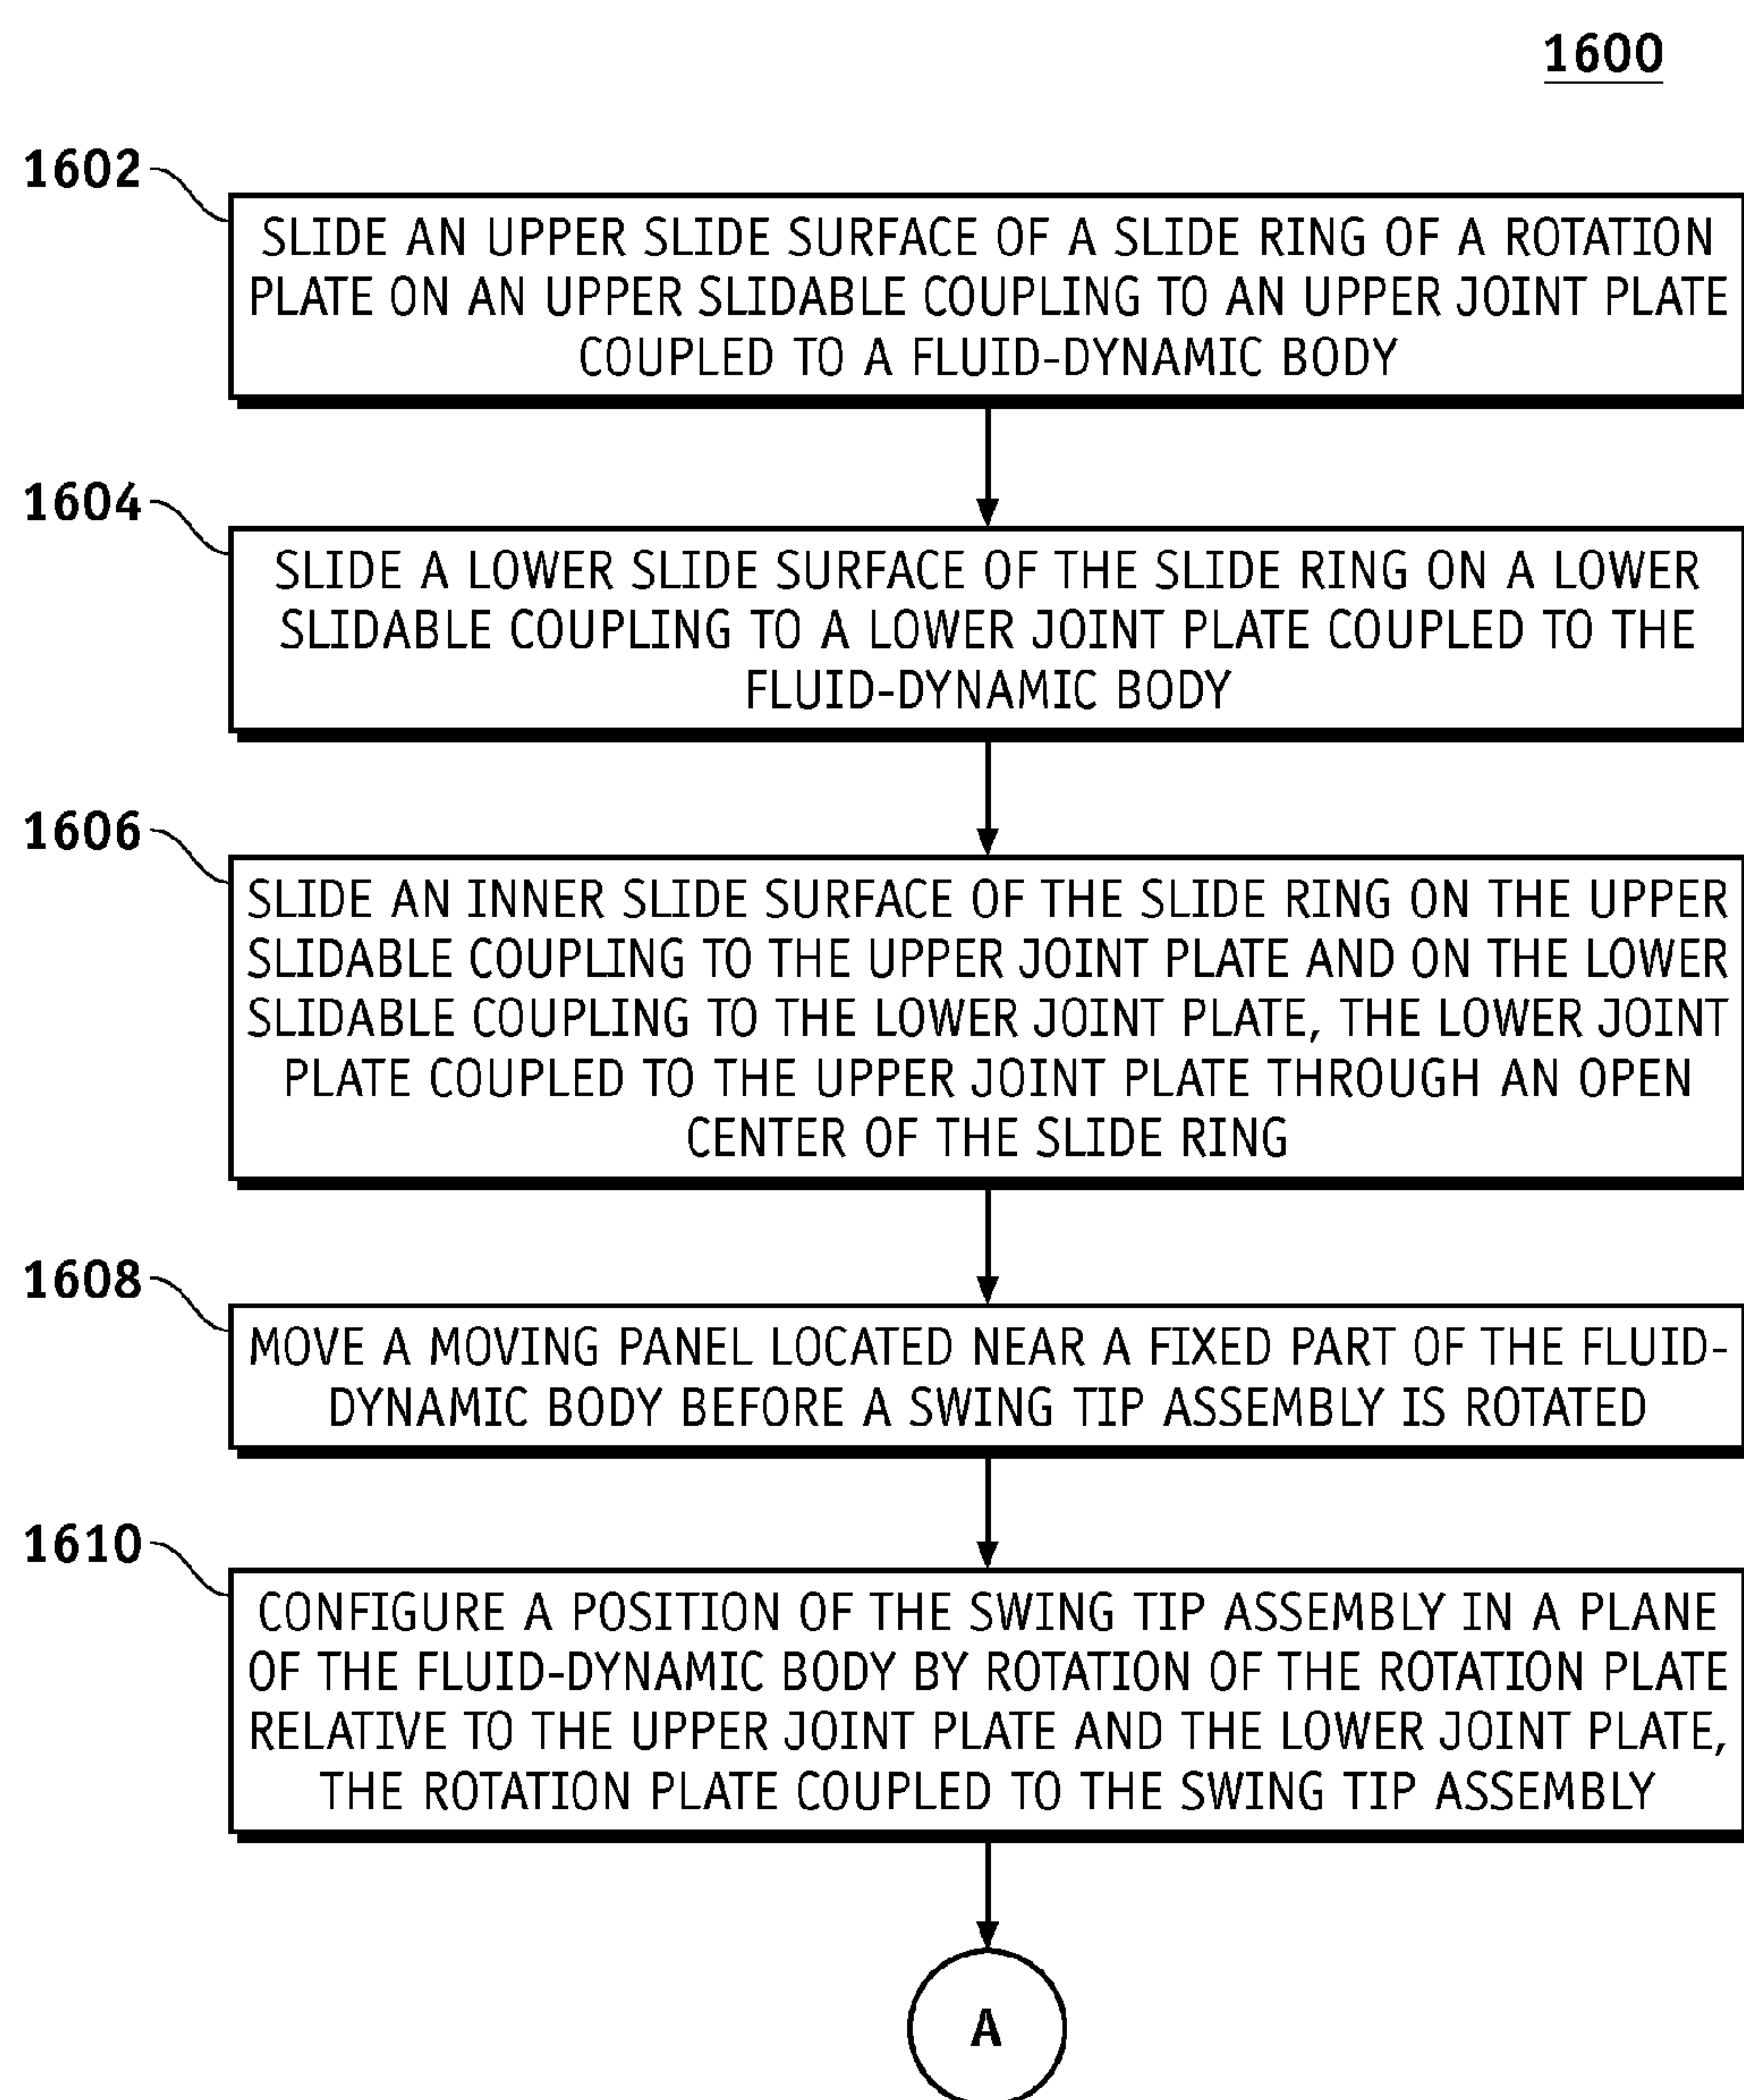 1600
1602
SLIDE AN UPPER SLIDE SURFACE OF A SLIDE RING OF A ROTATION
PLATE ON AN UPPER SLIDABLE COUPLING TO AN UPPER JOINT PLATE
COUPLED TO A FLUID-DYNAMIC BODY
1604
SLIDE A LOWER SLIDE SURFACE OF THE SLIDE RING ON A LOWER
SLIDABLE COUPLING TO A LOWER JOINT PLATE COUPLED TO THE
FLUID-DYNAMIC BODY
1606
SLIDE AN INNER SLIDE SURFACE OF THE SLIDE RING ON THE UPPER
SLIDABLE COUPLING TO THE UPPER JOINT PLATE AND ON THE LOWER
SLIDABLE COUPLING TO THE LOWER JOINT PLATE, THE LOWER JOINT
PLATE COUPLED TO THE UPPER JOINT PLATE THROUGH AN OPEN
CENTER OF THE SLIDE RING
1608
MOVE A MOVING PANEL LOCATED NEAR A FIXED PART OF THE FLUID-
DYNAMIC BODY BEFORE A SWING TIP ASSEMBLY IS ROTATED
1610
CONFIGURE A POSITION OF THE SWING TIP ASSEMBLY IN A PLANE
OF THE FLUID-DYNAMIC BODY BY ROTATION OF THE ROTATION PLATE
RELATIVE TO THE UPPER JOINT PLATE AND THE LOWER JOINT PLATE,
THE ROTATION PLATE COUPLED TO THE SWING TIP ASSEMBLY
A